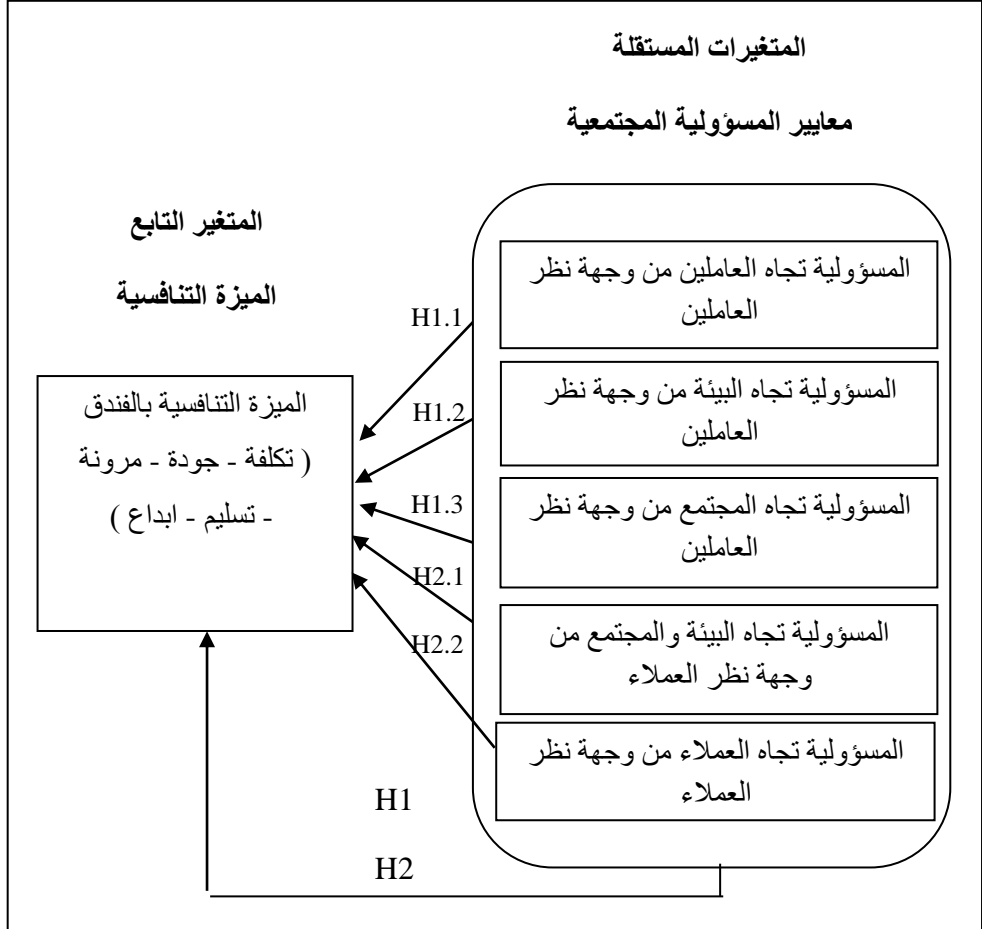 المتغيرات المستقلة
معايير المسؤولية المجتمعية
المسؤولية تجاه العاملين من وجهة نظر
العاملين
المسؤولية تجاه البيئة من وجهة نظر
العاملين
المسؤولية تجاه المجتمع من وجهة نظر
العاملين
المسؤولية تجاه البيئة والمجتمع من
وجهة نظر العملاء
المسؤولية تجاه العملاء من وجهة نظر
العملاء
H1.1
H1.2
H1.3
H2.1
H2.2
المتغير التابع
الميزة التنافسية
الميزة التنافسية بالفندق
( تكلفة - جودة - مرونة
- تسليم - ابداع )
H1
H2